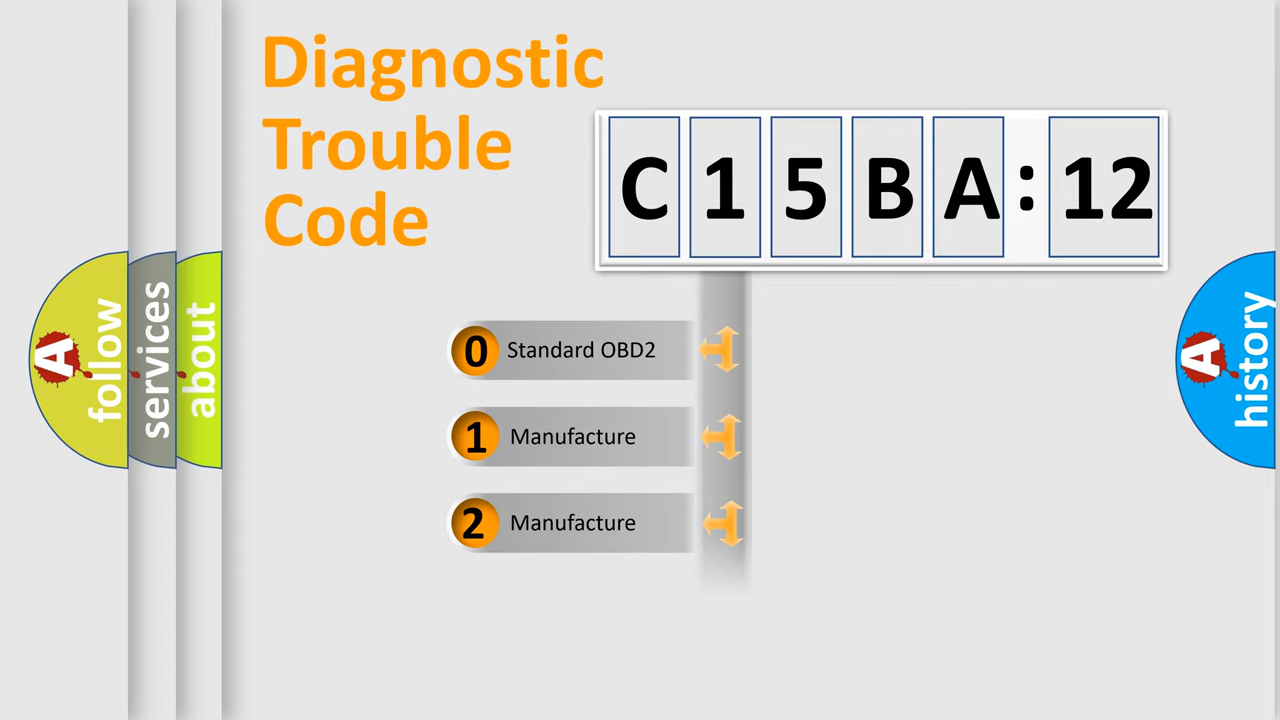 Diagnostic
Trouble
Code
C 1 5 B A : 12
0 Standard OBD2
1 Manufacture
2 Manufacture
A follow
services
about
A history